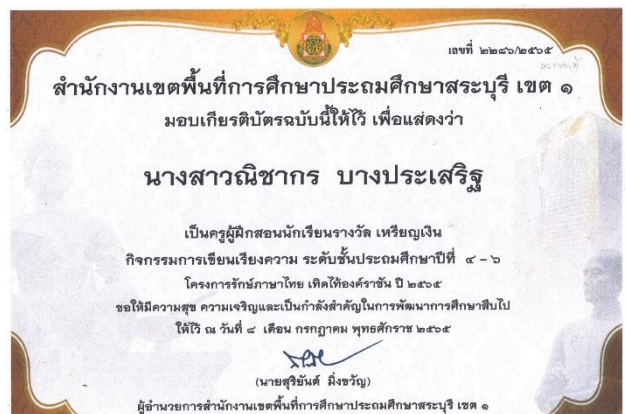 เลขที่ ๒๒๘๖/๒๕๖๕
สำนักงานเขตพื้นที่การศึกษาประถมศึกษาสระบุรี เขต ๑
มอบเกียรติบัตรฉบับนี้ให้ไว้ เพื่อแสดงว่า
นางสาวณิชากร บางประเสริฐ
เป็นครูผู้ฝึกสอนนักเรียนรางวัล เหรียญเงิน
กิจกรรมการเขียนเรียงความ ระดับชั้นประถมศึกษาปีที่ ๔ - ๖
โครงการรักษ์ภาษาไทย เทิดไท้องค์ราชัน ปี ๒๕๖๕
ขอให้มีความสุข ความเจริญและเป็นกำลังสำคัญในการพัฒนาการศึกษาสืบไป
ให้ไว้ ณ วันที่ ๘ เดือน กรกฎาคม พุทธศักราช ๒๕๖๕
(นายสุริยันต์ มิ่งขวัญ)
ผู้อำนวยการสำนักงานเขตพื้นที่การศึกษาประถมศึกษาสระบุรี เขต ๑